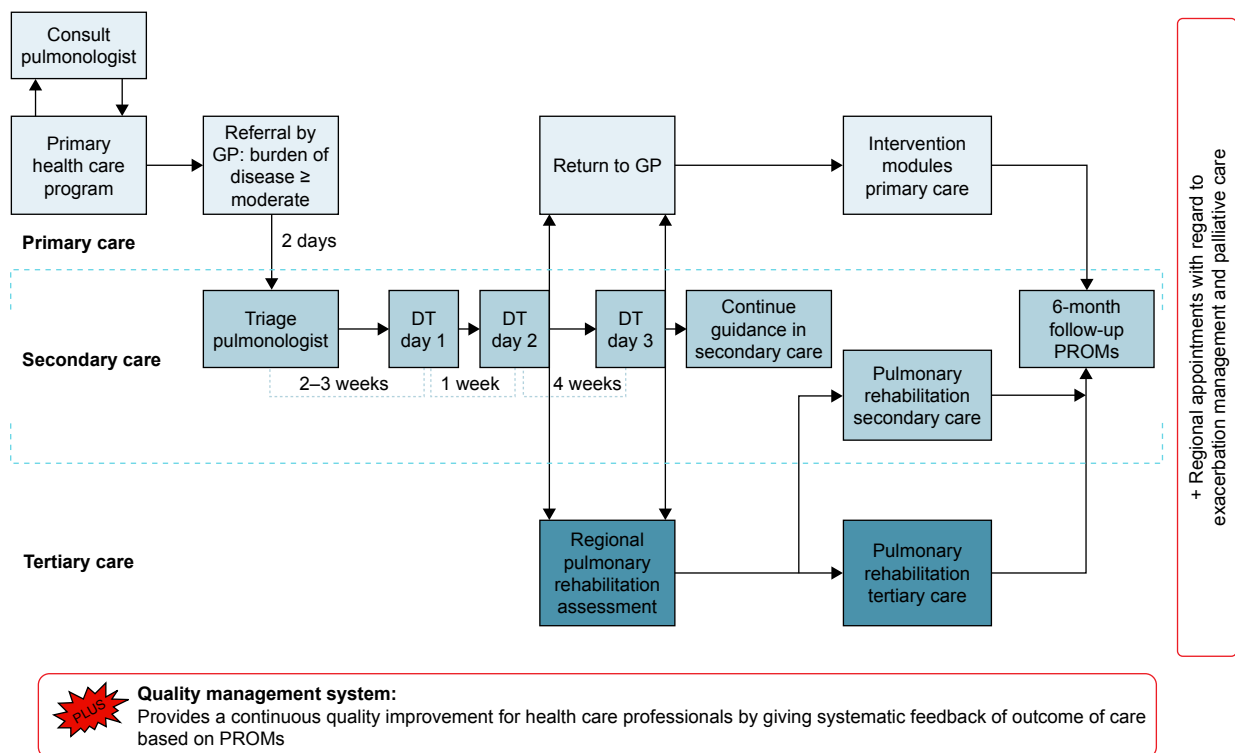 Consult
pulmonologist
Primary
health care
program
Referral by
GP: burden of
disease ≥
moderate
Return to GP
Intervention
modules
primary care
Primary care
2 days
Triage
pulmonologist
DT
day 1
DT
day 2
DT
day 3
Continue
guidance in
secondary care
6-month
follow-up
PROMs
Secondary care
2–3 weeks
1 week
4 weeks
Pulmonary
rehabilitation
secondary care
Tertiary care
Regional
pulmonary
rehabilitation
assessment
Pulmonary
rehabilitation
tertiary care
+ Regional appointments with regard to
exacerbation management and palliative care
PLUS
Quality management system:
Provides a continuous quality improvement for health care professionals by giving systematic feedback of outcome of care
based on PROMs